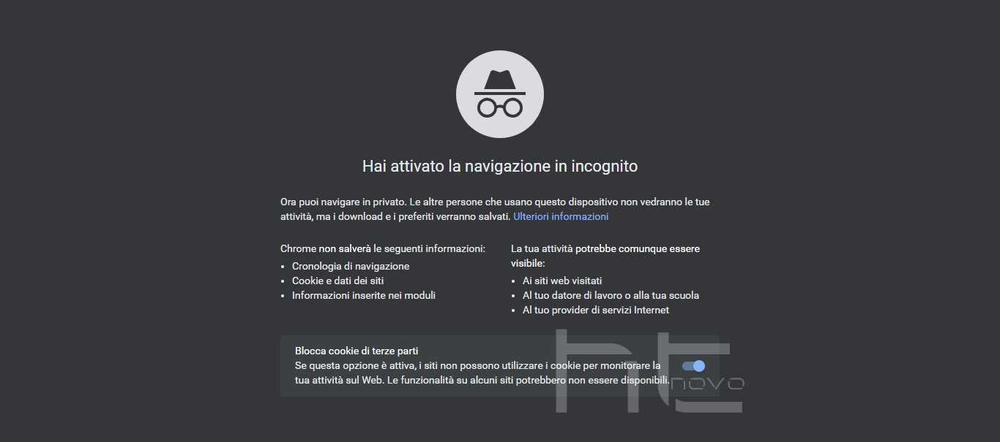 Hai attivato la navigazione in incognito
Ora puoi navigare in privato. Le altre persone che usano questo dispositivo non vedranno le tue
attività, ma i download e i preferiti verranno salvati. Ulteriori informazioni
Chrome non salverà le seguenti informazioni:
• Cronologia di navigazione
• Cookie e dati dei siti
• Informazioni inserite nei moduli
La tua attività potrebbe comunque essere
visibile:
• Ai siti web visitati
• Al tuo datore di lavoro o alla tua scuola
• Al tuo provider di servizi Internet
Blocca cookie di terze parti
Se questa opzione è attiva, i siti non possono utilizzare i cookie per monitorare la
tua attività sul Web. Le funzionalità su alcuni siti potrebbero non essere disponibili.
ht
novo